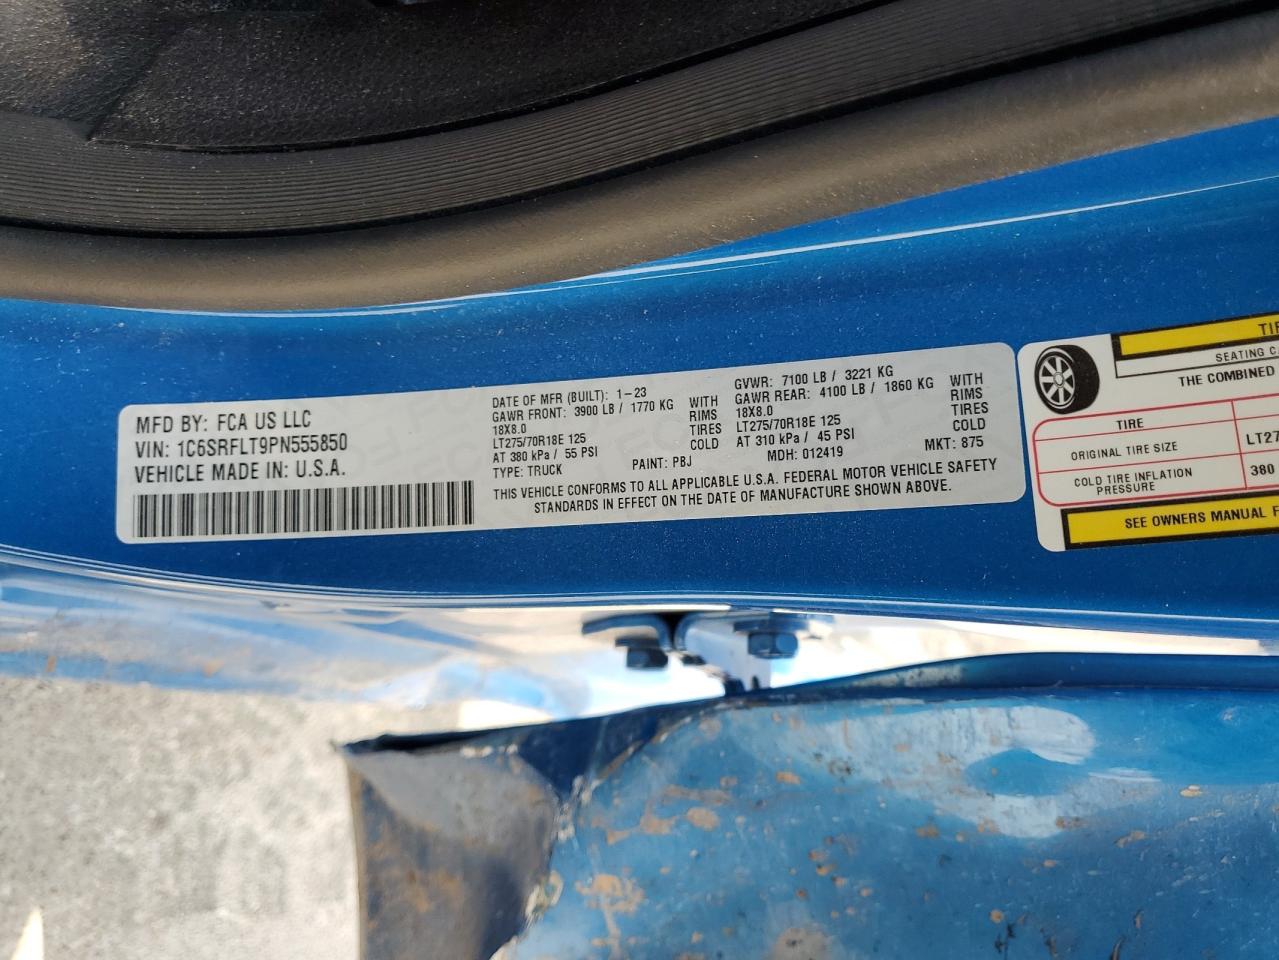 MFD BY: FCA US LLC
VIN: 1C6SRFLT9PN555850
VEHICLE MADE IN: U.S.A.
DATE OF MFR (BUILT): 1-23
GAWR FRONT: 3900 LB / 1770 KG WITH
18X8.0 RIMS
LT275/70R18E 125 TIRES
AT 380 kPa / 55 PSI COLD
TYPE: TRUCK PAINT: PBJ
GVWR: 7100 LB / 3221 KG
GAWR REAR: 4100 LB / 1860 KG WITH
18X8.0 RIMS
LT275/70R18E 125 TIRES
AT 310 kPa / 45 PSI COLD
MDH: 012419 MKT: 875
THIS VEHICLE CONFORMS TO ALL APPLICABLE U.S.A. FEDERAL MOTOR VEHICLE SAFETY
STANDARDS IN EFFECT ON THE DATE OF MANUFACTURE SHOWN ABOVE.
TIR
SEATING CA
THE COMBINED
TIRE
ORIGINAL TIRE SIZE LT27
COLD TIRE INFLATION
PRESSURE 380
SEE OWNERS MANUAL F